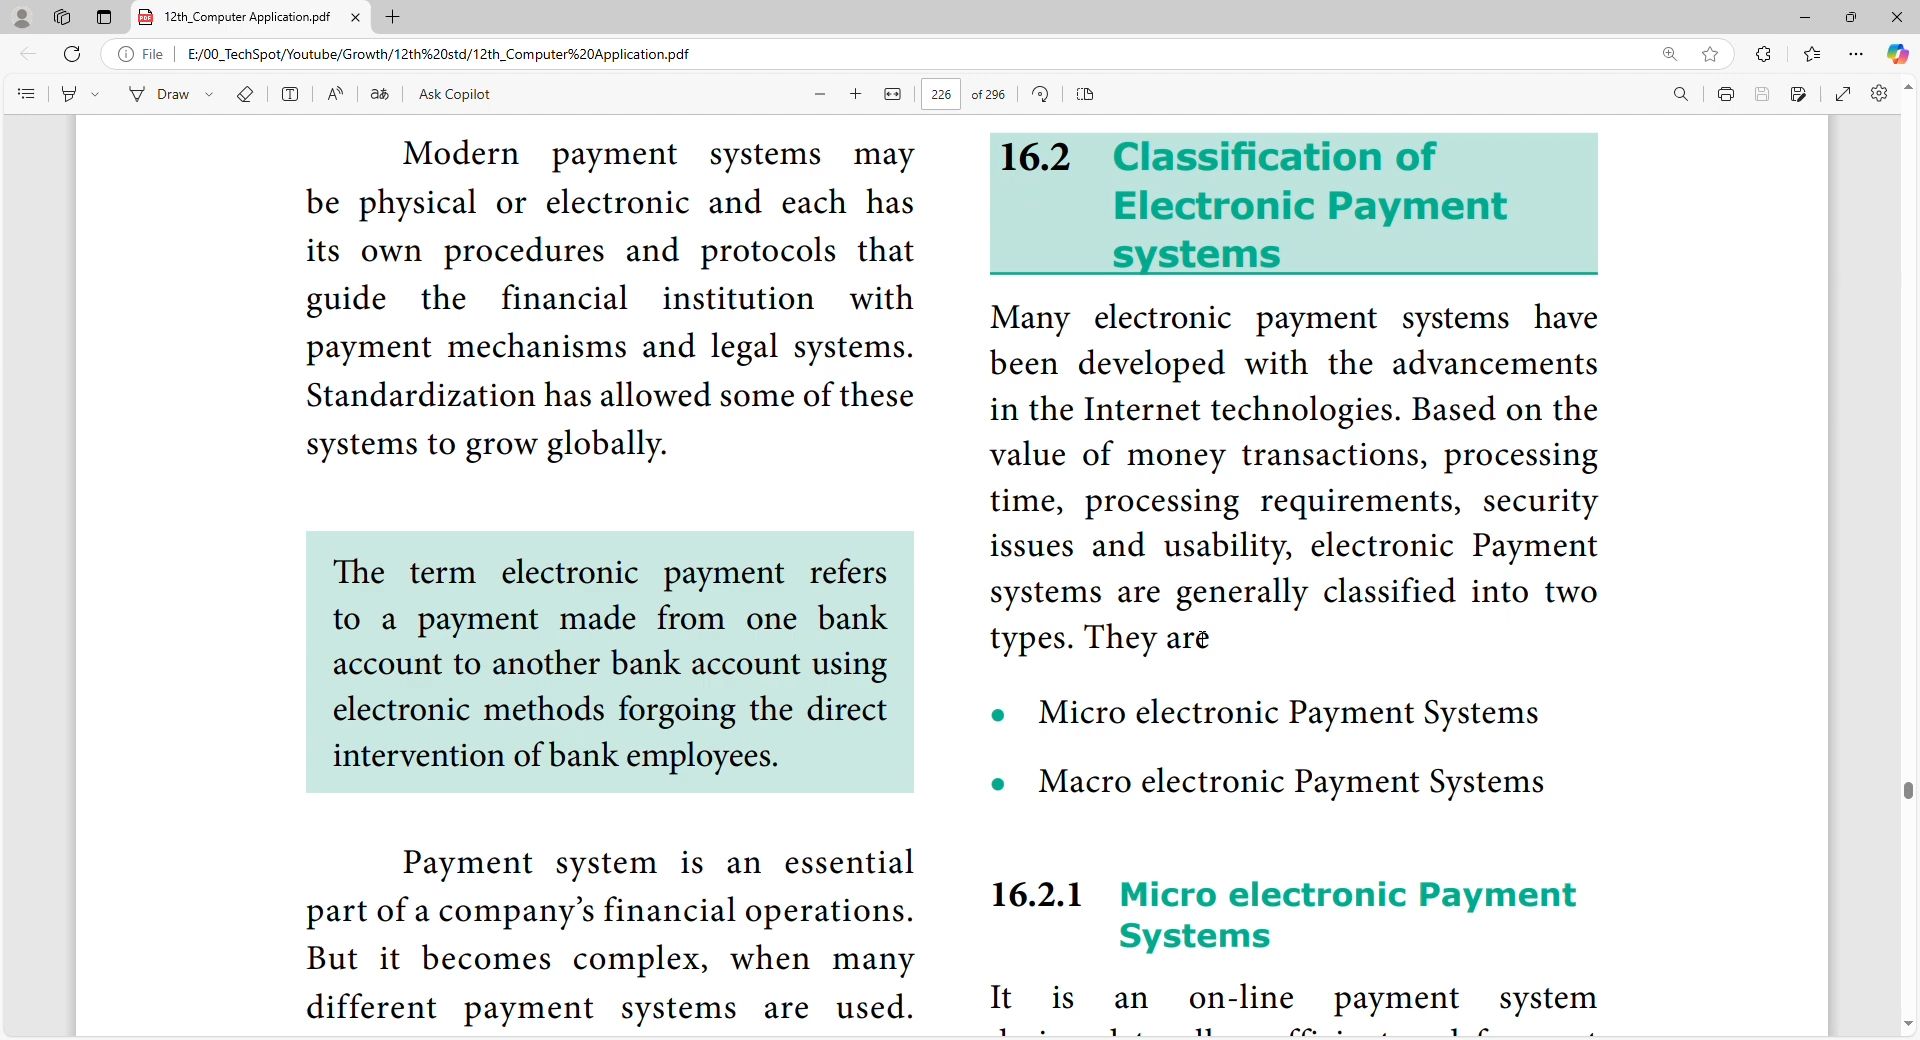 12th_Computer Application.pdf
File
E:/00_TechSpot/Youtube/Growth/12th%20std/12th_Computer%20Application.pdf
Draw
Ask Copilot
226 of 296
Modern payment systems may
be physical or electronic and each has
its own procedures and protocols that
guide the financial institution with
payment mechanisms and legal systems.
Standardization has allowed some of these
systems to grow globally.
The term electronic payment refers
to a payment made from one bank
account to another bank account using
electronic methods forgoing the direct
intervention of bank employees.
Payment system is an essential
part of a company's financial operations.
But it becomes complex, when many
different payment systems are used.
16.2 Classification of
Electronic Payment
systems
Many electronic payment systems have
been developed with the advancements
in the Internet technologies. Based on the
value of money transactions, processing
time, processing requirements, security
issues and usability, electronic Payment
systems are generally classified into two
types. They are
• Micro electronic Payment Systems
• Macro electronic Payment Systems
16.2.1 Micro electronic Payment
Systems
It is an on-line payment system